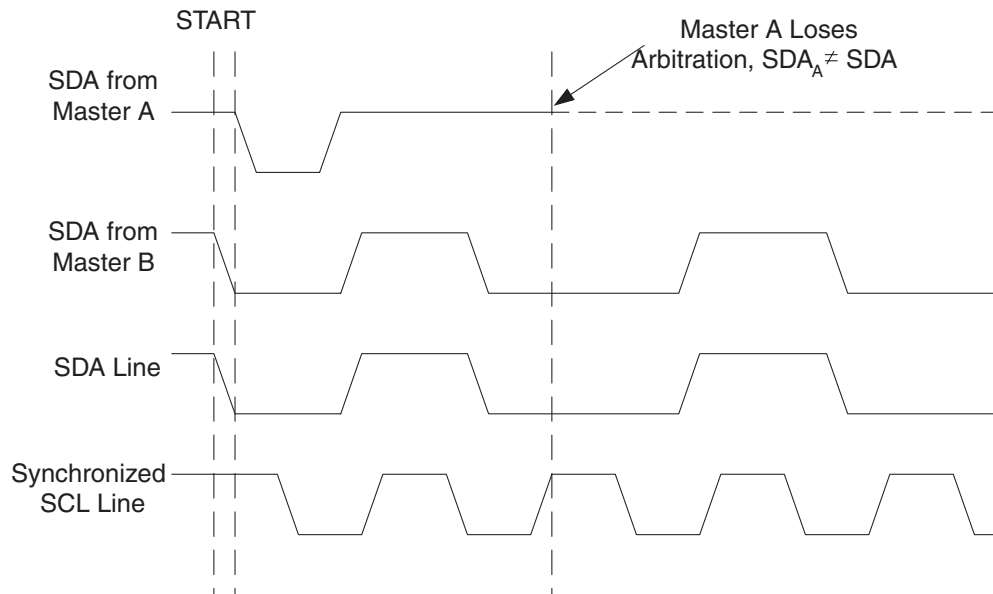 START
Master A Loses
Arbitration, SDA_A ≠ SDA
SDA from
Master A
SDA from
Master B
SDA Line
Synchronized
SCL Line